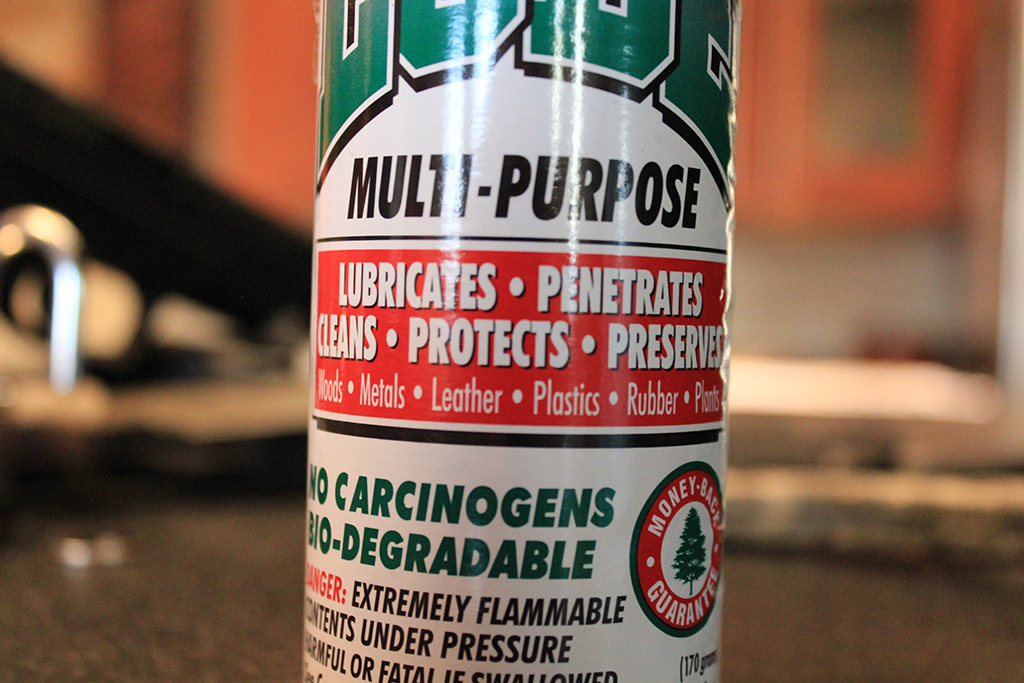 MULTI-PURPOSE
LUBRICATES • PENETRATES
CLEANS • PROTECTS • PRESERVES
Woods • Metals • Leather • Plastics • Rubber • Plants
NO CARCINOGENS
BIO-DEGRADABLE
DANGER: EXTREMELY FLAMMABLE
CONTENTS UNDER PRESSURE
HARMFUL OR FATAL IF SWALLOWED
MONEY-BACK
GUARANTEE
(170 grams